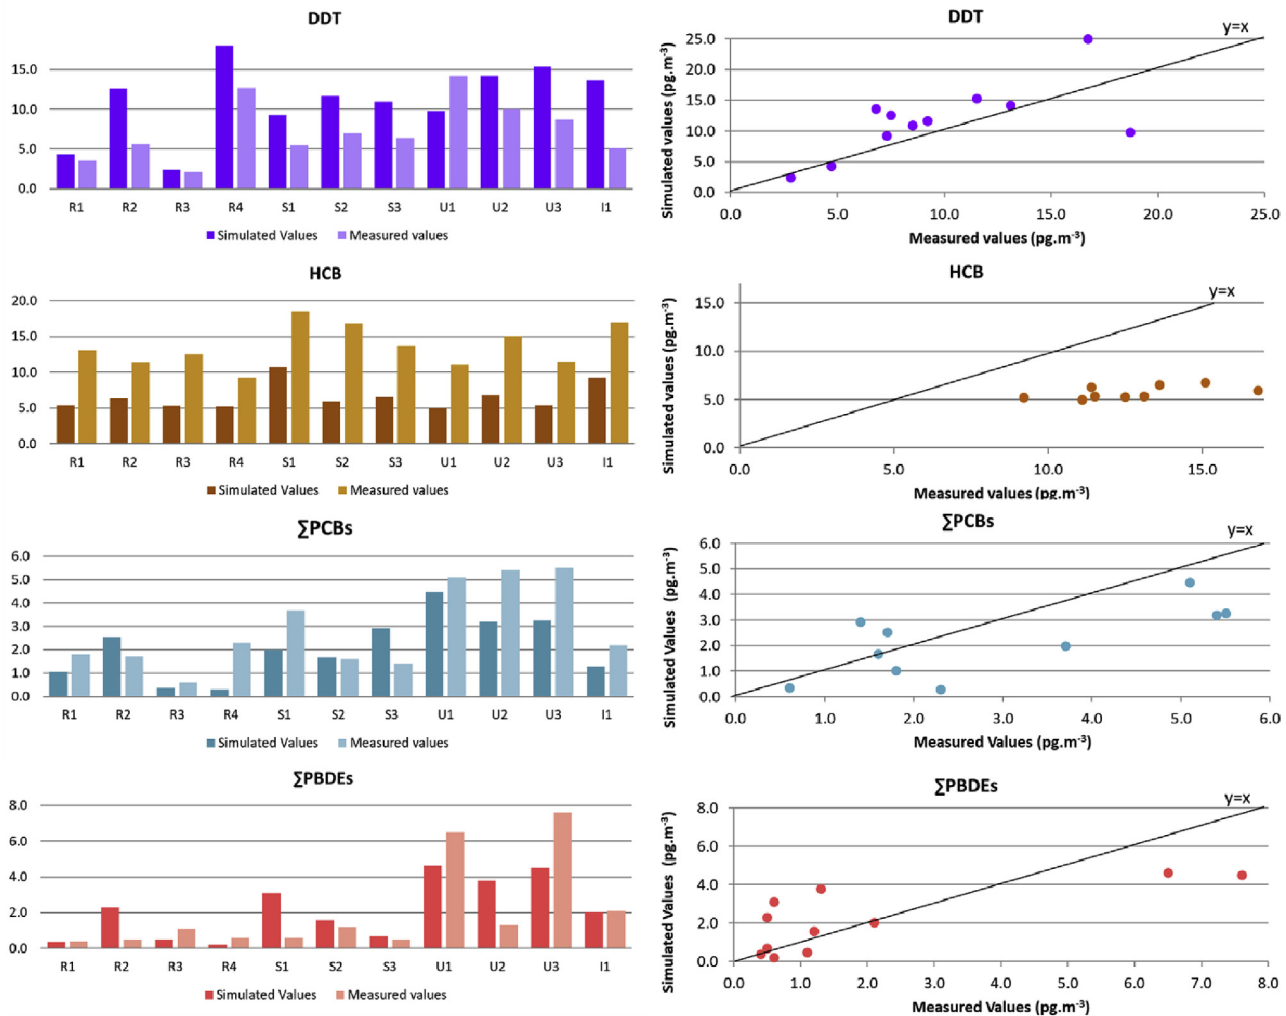 DDT
15.0
10.0
5.0
0.0
R1 R2 R3 R4 S1 S2 S3 U1 U2 U3 I1
Simulated Values Measured values
DDT
y=x
Simulated values (pg.m-3)
25.0
20.0
15.0
10.0
5.0
0.0
0.0 5.0 10.0 15.0 20.0 25.0
Measured values (pg.m-3)
HCB
20.0
15.0
10.0
5.0
0.0
R1 R2 R3 R4 S1 S2 S3 U1 U2 U3 I1
Simulated Values Measured values
HCB
y=x
Simulated values (pg.m-3)
15.0
10.0
5.0
0.0
0.0 5.0 10.0 15.0
Measured values (pg.m-3)
∑PCBs
6.0
5.0
4.0
3.0
2.0
1.0
0.0
R1 R2 R3 R4 S1 S2 S3 U1 U2 U3 I1
Simulated Values Measured values
∑PCBs
y=x
Simulated Values (pg.m-3)
6.0
5.0
4.0
3.0
2.0
1.0
0.0
0.0 1.0 2.0 3.0 4.0 5.0 6.0
Measured Values (pg.m-3)
∑PBDEs
8.0
6.0
4.0
2.0
0.0
R1 R2 R3 R4 S1 S2 S3 U1 U2 U3 I1
Simulated Values Measured values
∑PBDEs
y=x
Simulated Values (pg.m-3)
8.0
6.0
4.0
2.0
0.0
0.0 1.0 2.0 3.0 4.0 5.0 6.0 7.0 8.0
Measured Values (pg.m-3)